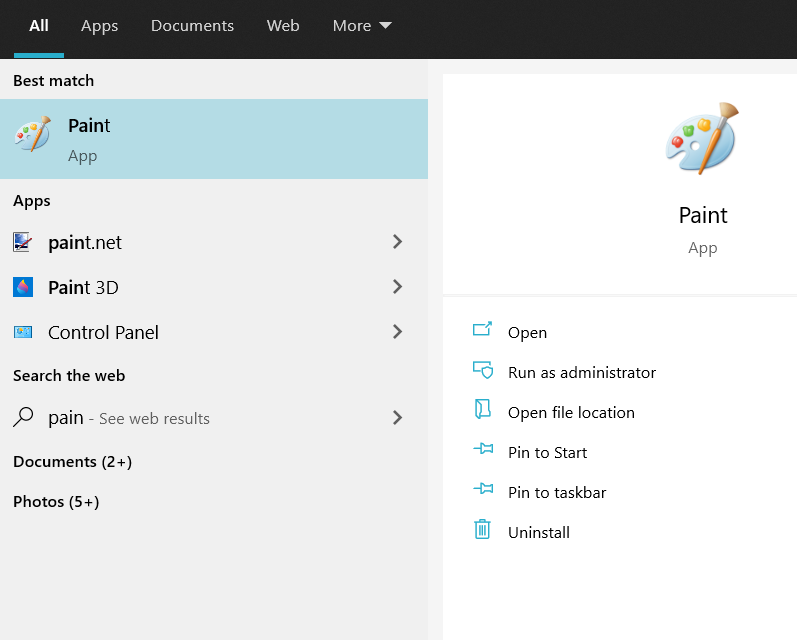 All Apps Documents Web More
Best match
Paint
App
Apps
paint.net
Paint 3D
Control Panel
Search the web
pain - See web results
Documents (2+)
Photos (5+)
Paint
App
Open
Run as administrator
Open file location
Pin to Start
Pin to taskbar
Uninstall